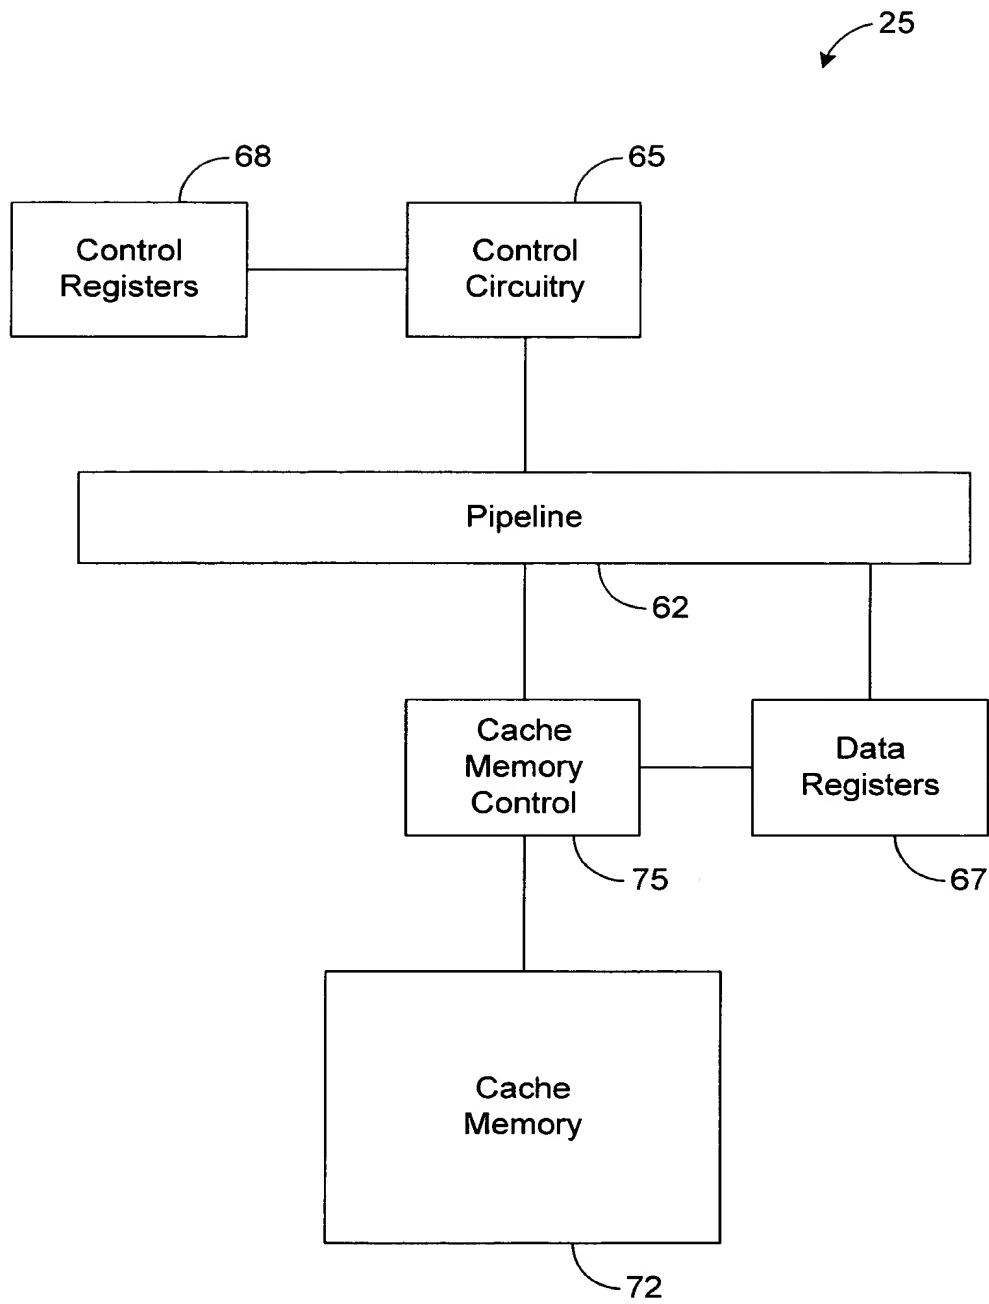 25
68
65
Control
Registers
Control
Circuitry
Pipeline
62
Cache
Memory
Control
Data
Registers
75
67
Cache
Memory
72